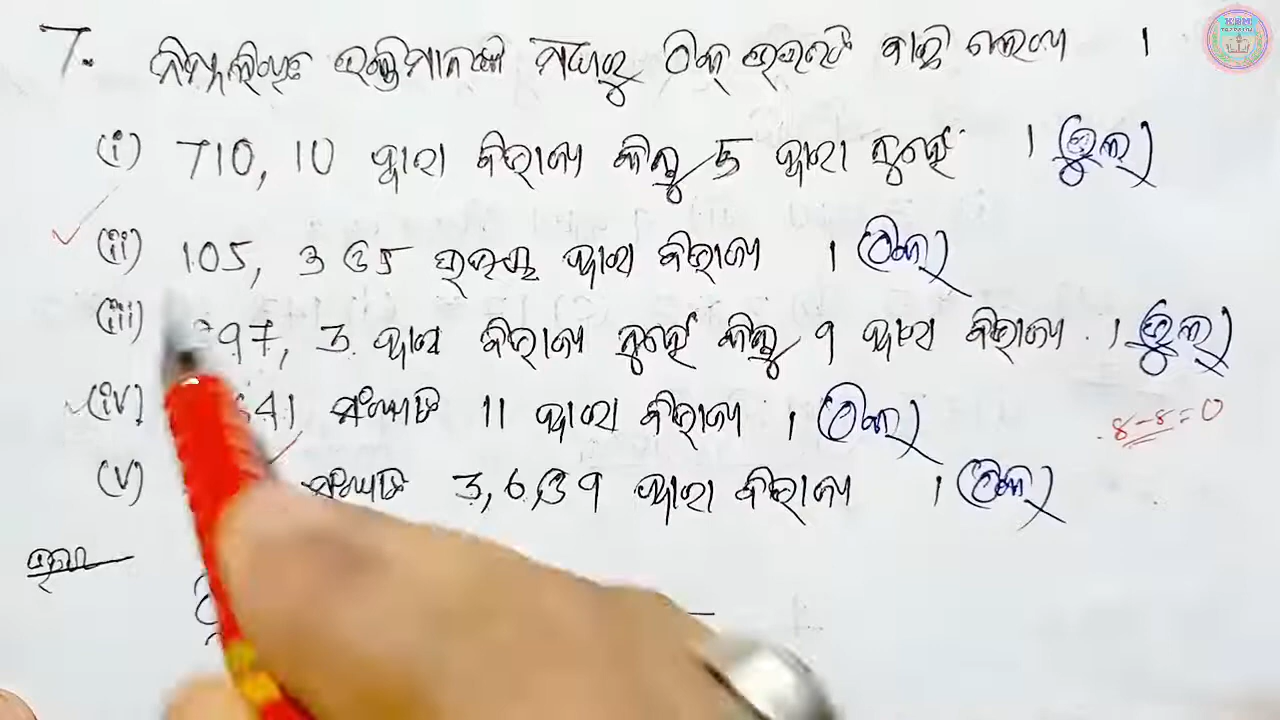 7. ନିମ୍ନଲିଖିତ ଉକ୍ତିମାନଙ୍କ ମଧ୍ୟରୁ ଠିକ୍ ଉକ୍ତିଟି ବାଛି ଲେଖ ।
(i) 710, 10 ଦ୍ୱାରା ବିଭାଜ୍ୟ କିନ୍ତୁ 5 ଦ୍ୱାରା ନୁହେଁ । (ଭୁଲ)
(ii) 105, 3 ଓ 5 ଦ୍ୱାରା ବିଭାଜ୍ୟ । (ଠିକ୍)
(iii) 97, 3 ଦ୍ୱାରା ବିଭାଜ୍ୟ ନୁହେଁ କିନ୍ତୁ 9 ଦ୍ୱାରା ବିଭାଜ୍ୟ । (ଭୁଲ)
(iv) 41 ସଂଖ୍ୟାଟି 11 ଦ୍ୱାରା ବିଭାଜ୍ୟ । (ଠିକ୍)
8-8=0
(v) ସଂଖ୍ୟାଟି 3, 6 ଓ 9 ଦ୍ୱାରା ବିଭାଜ୍ୟ । (ଠିକ୍)